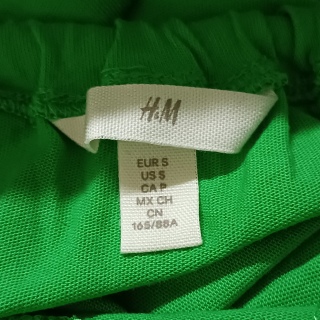 H&M
EUR S
US S
CA P
MX CH
CN
165/88A